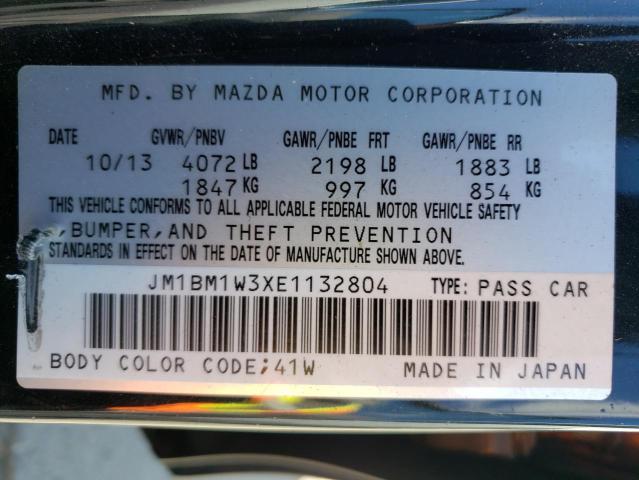 MFD. BY MAZDA MOTOR CORPORATION
DATE GVWR/PNBV GAWR/PNBE FRT GAWR/PNBE RR
10/13 4072 LB 2198 LB 1883 LB
1847 KG 997 KG 854 KG
THIS VEHICLE CONFORMS TO ALL APPLICABLE FEDERAL MOTOR VEHICLE SAFETY
,BUMPER,AND THEFT PREVENTION
STANDARDS IN EFFECT ON THE DATE OF MANUFACTURE SHOWN ABOVE.
JM1BM1W3XE1132804 TYPE: PASS CAR
BODY COLOR CODE;41W MADE IN JAPAN